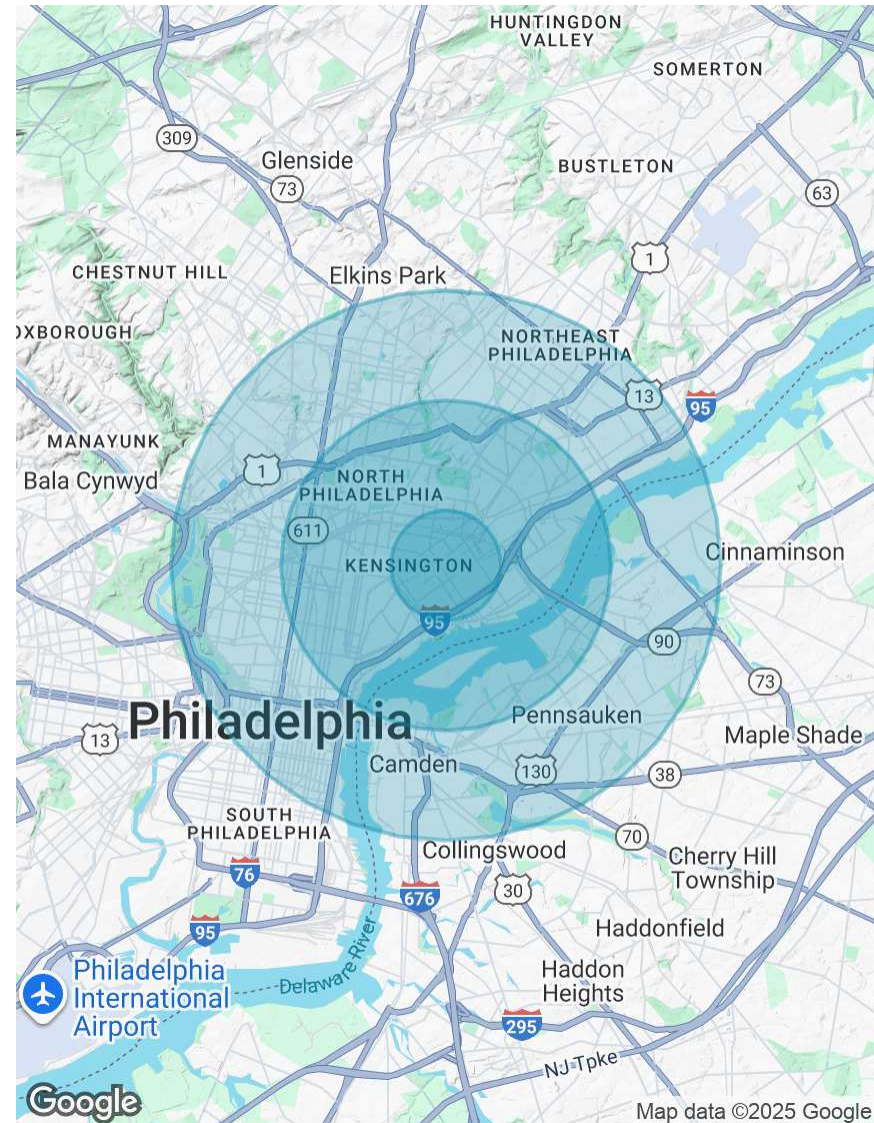 HUNTINGDON
VALLEY
SOMERTON
309
Glenside
73
BUSTLETON
63
1
CHESTNUT HILL
Elkins Park
OXBOROUGH
NORTHEAST
PHILADELPHIA
13
95
MANAYUNK
1
Bala Cynwyd
NORTH
PHILADELPHIA
611
Cinnaminson
KENSINGTON
95
90
73
Philadelphia
13
Pennsauken
Maple Shade
Camden
130
38
SOUTH
PHILADELPHIA
70
Collingswood
Cherry Hill
Township
76
676
30
95
Haddonfield
Delaware River
Philadelphia
International
Airport
Haddon
Heights
295
NJ Tpke
Google
Map data ©2025 Google